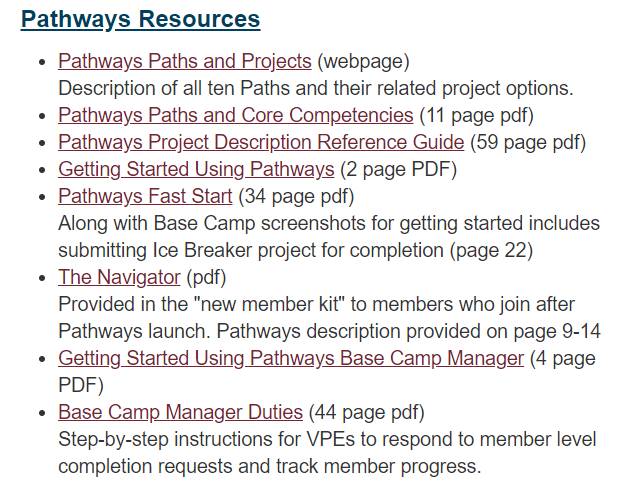 Pathways Resources
Pathways Paths and Projects (webpage)
Description of all ten Paths and their related project options.
Pathways Paths and Core Competencies (11 page pdf)
Pathways Project Description Reference Guide (59 page pdf)
Getting Started Using Pathways (2 page PDF)
Pathways Fast Start (34 page pdf)
Along with Base Camp screenshots for getting started includes
submitting Ice Breaker project for completion (page 22)
The Navigator (pdf)
Provided in the "new member kit" to members who join after
Pathways launch. Pathways description provided on page 9-14
Getting Started Using Pathways Base Camp Manager (4 page
PDF)
Base Camp Manager Duties (44 page pdf)
Step-by-step instructions for VPEs to respond to member level
completion requests and track member progress.